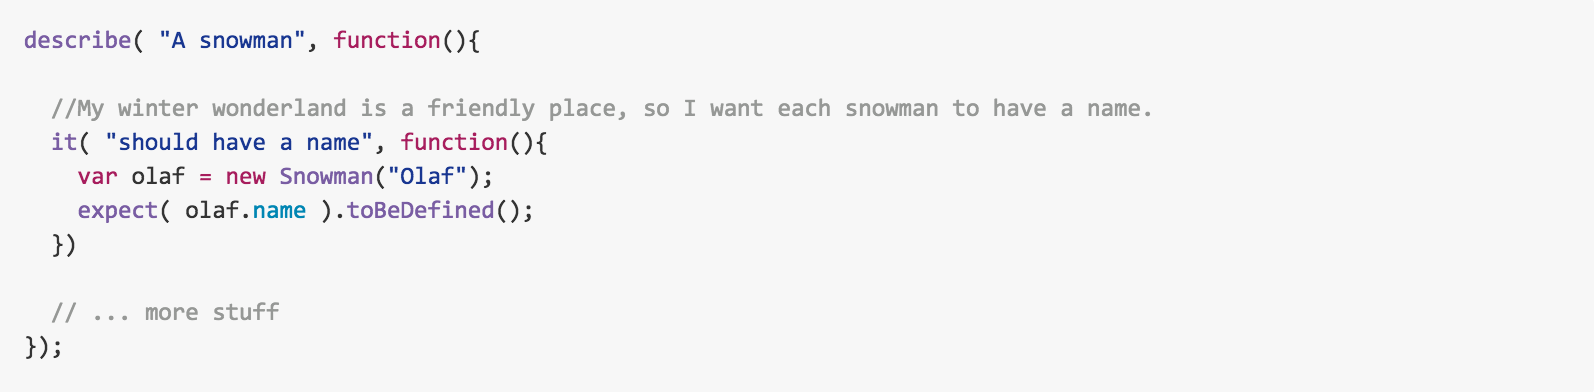 describe( "A snowman", function(){
//My winter wonderland is a friendly place, so I want each snowman to have a name.
it( "should have a name", function(){
var olaf = new Snowman("Olaf");
expect( olaf.name ).toBeDefined();
})
// ... more stuff
});